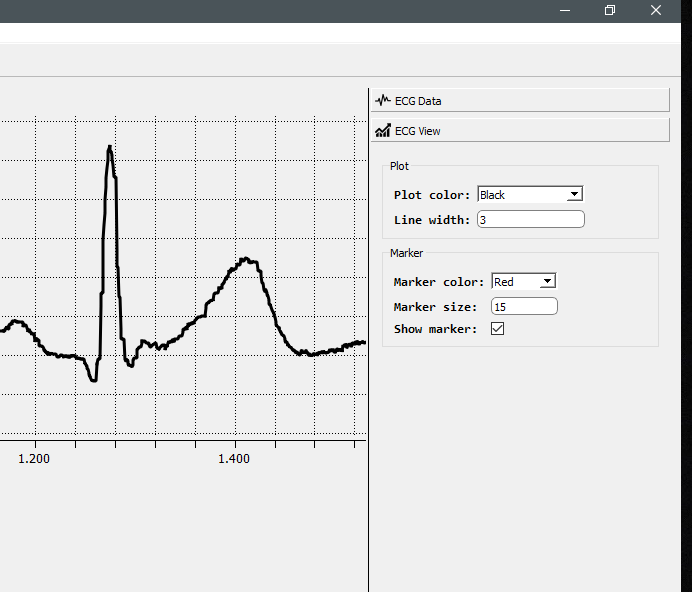 ECG Data
ECG View
Plot
Plot color: Black
Line width: 3
Marker
Marker color: Red
Marker size: 15
Show marker:
1.200 1.400